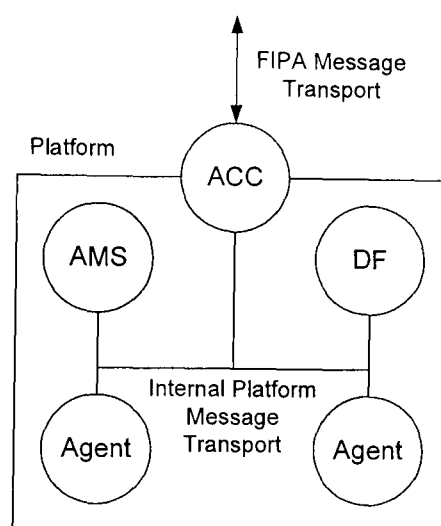 FIPA Message
Transport
Platform
ACC
AMS
DF
Internal Platform
Message
Transport
Agent
Agent